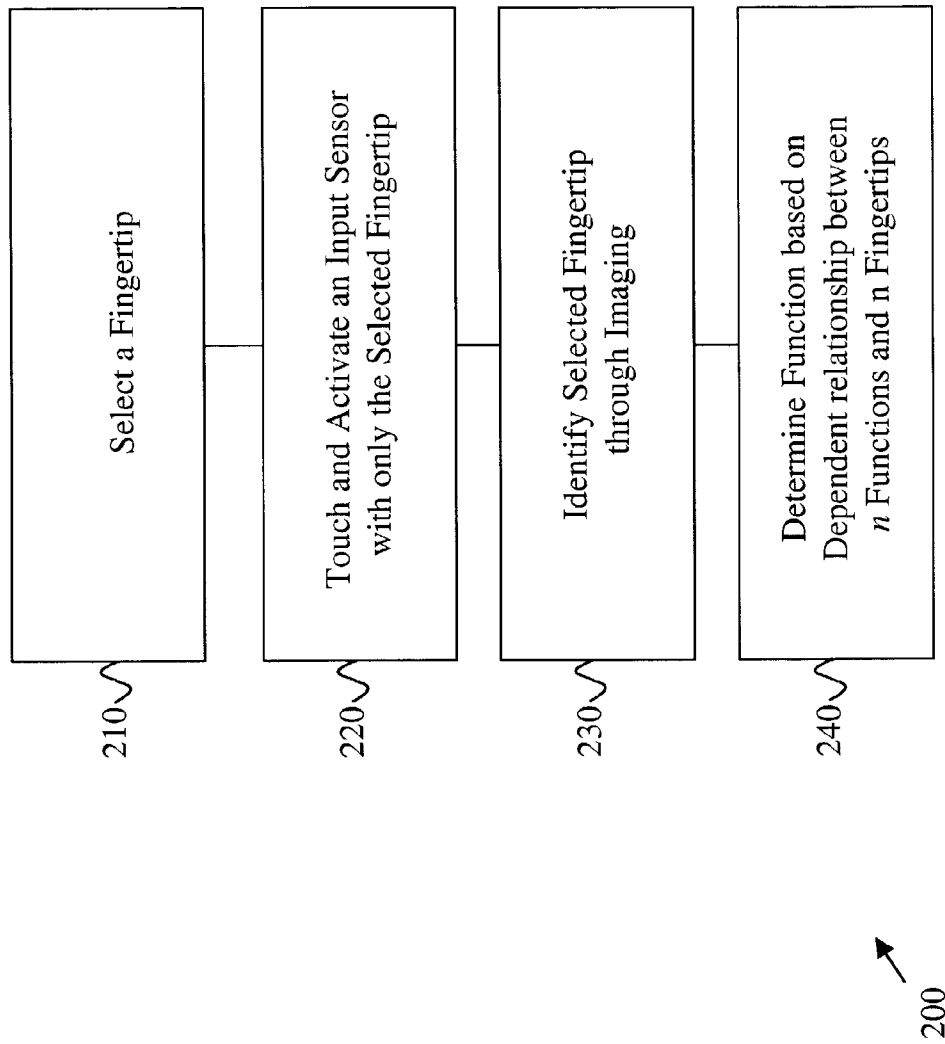 Select a Fingertip
210
Touch and Activate an Input Sensor
with only the Selected Fingertip
220
Identify Selected Fingertip
through Imaging
230
Determine Function based on
Dependent relationship between
n Functions and n Fingertips
240
200